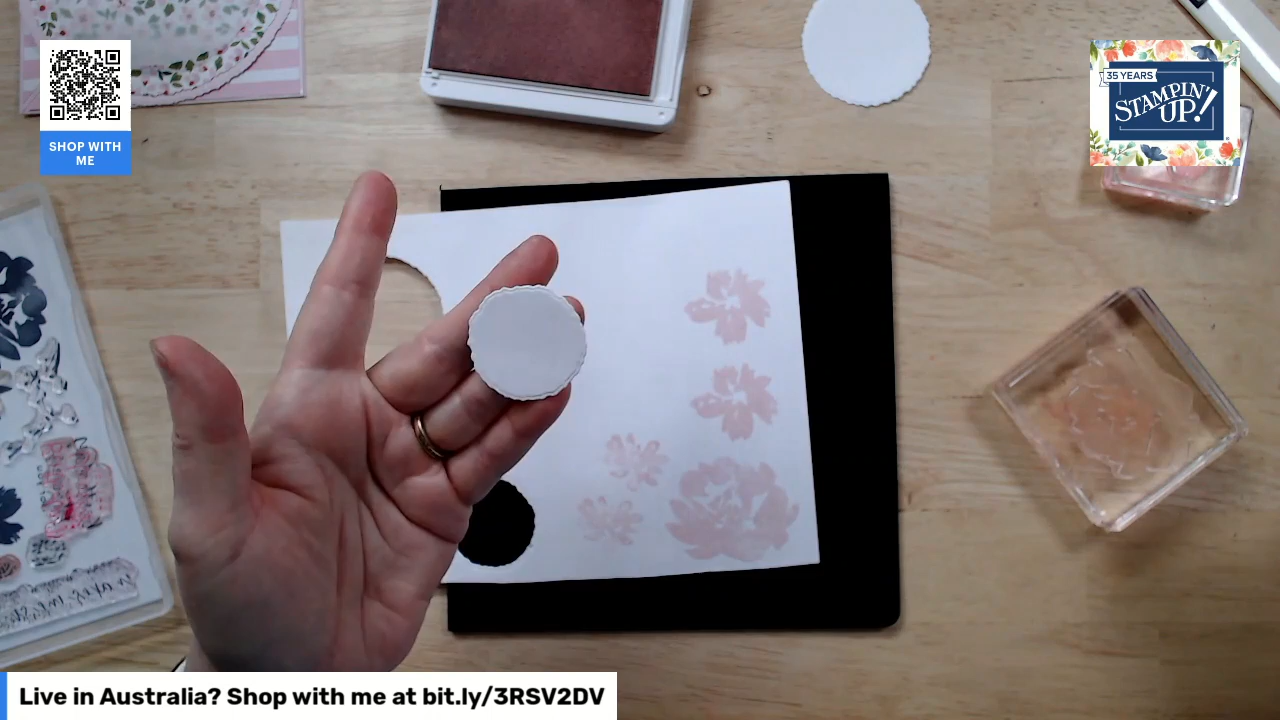 SHOP WITH
ME
35 YEARS
STAMPIN'
UP!
Live in Australia? Shop with me at bit.ly/3RSV2DV